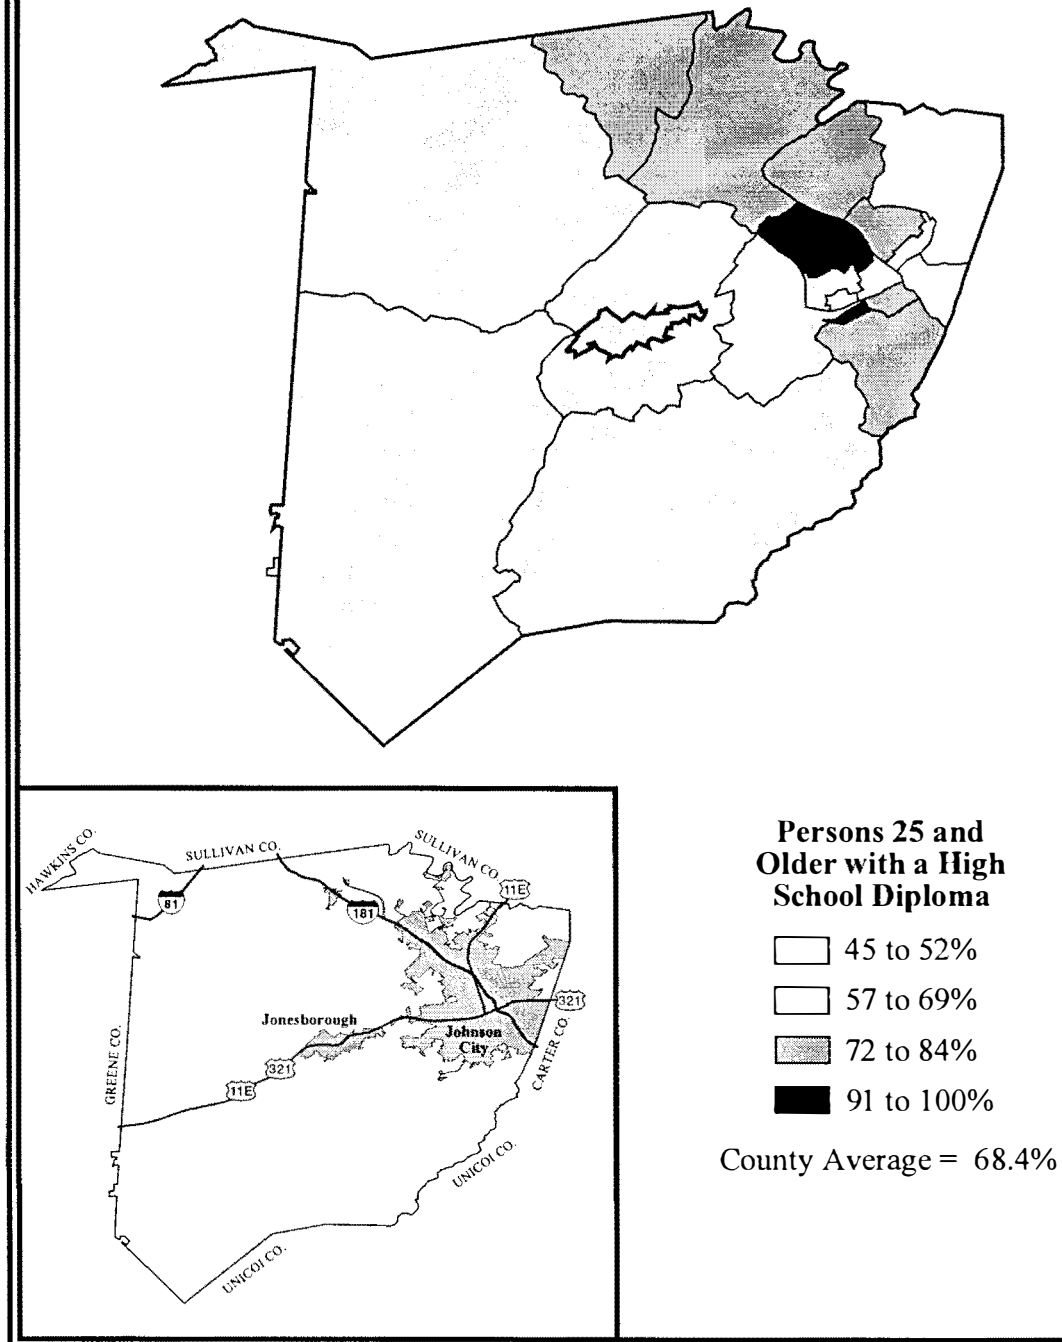 HAWKINS CO.
SULLIVAN CO.
SULLIVAN CO.
11E
81
181
321
Jonesborough
Johnson
City
GREENE CO.
CARTER CO.
321
11E
UNICOI CO.
UNICOI CO.
Persons 25 and
Older with a High
School Diploma
45 to 52%
57 to 69%
72 to 84%
91 to 100%
County Average = 68.4%